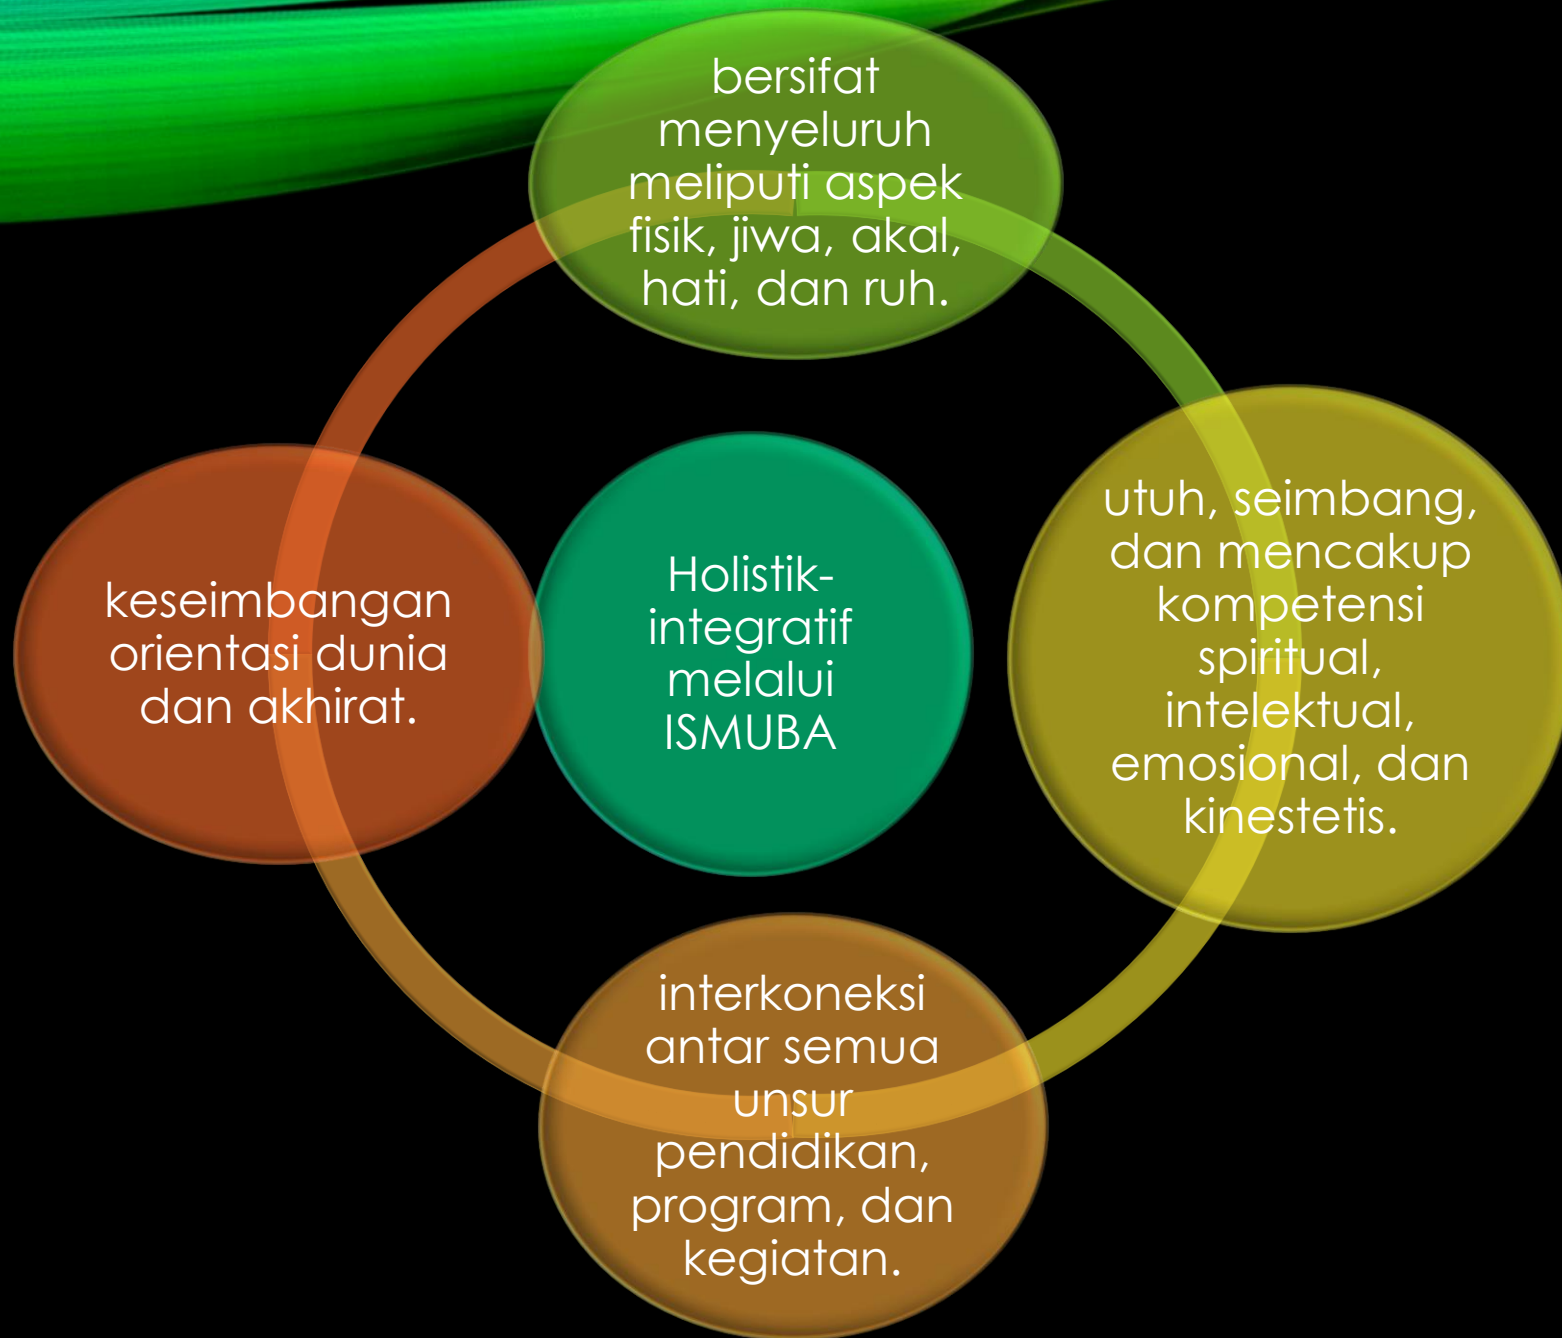 bersifat
menyeluruh
meliputi aspek
fisik, jiwa, akal,
hati, dan ruh.
utuh, seimbang,
dan mencakup
kompetensi
spiritual,
intelektual,
emosional, dan
kinestetis.
interkoneksi
antar semua
unsur
pendidikan,
program, dan
kegiatan.
keseimbangan
orientasi dunia
dan akhirat.
Holistik-
integratif
melalui
ISMUBA